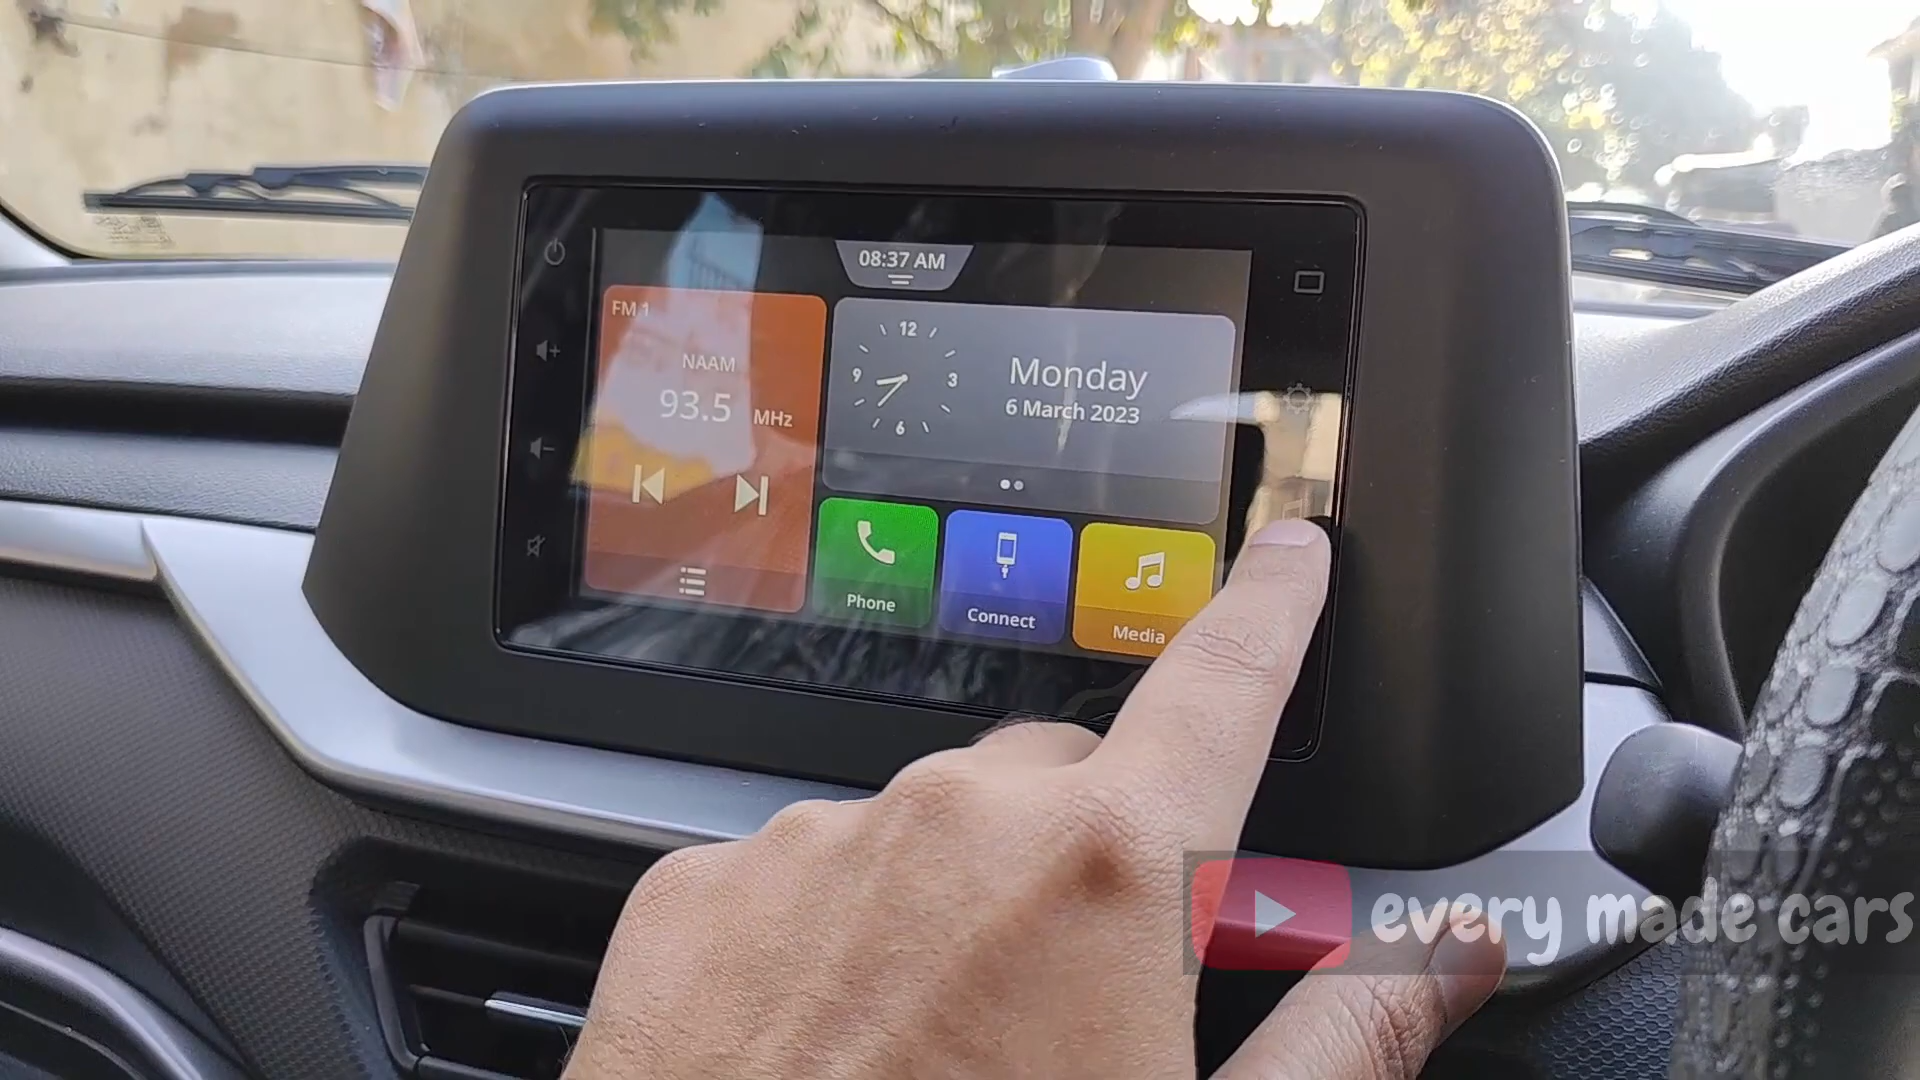 08:37 AM
FM 1
NAAM
93.5 MHz
12
9
3
6
Monday
6 March 2023
Phone
Connect
Media
every made cars